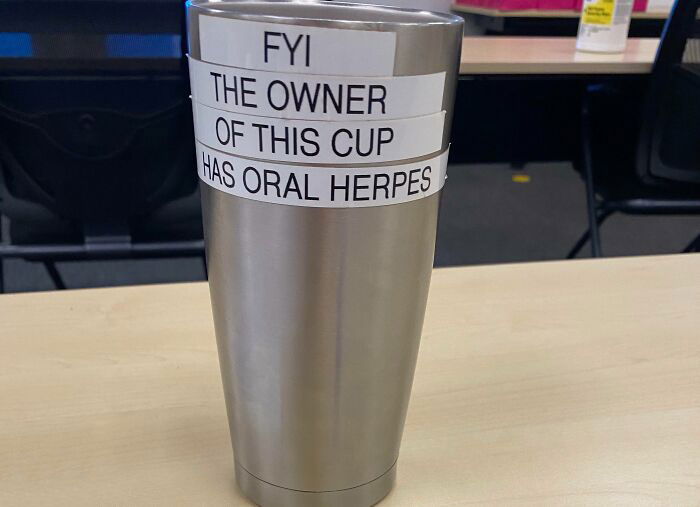 FYI
THE OWNER
OF THIS CUP
HAS ORAL HERPES